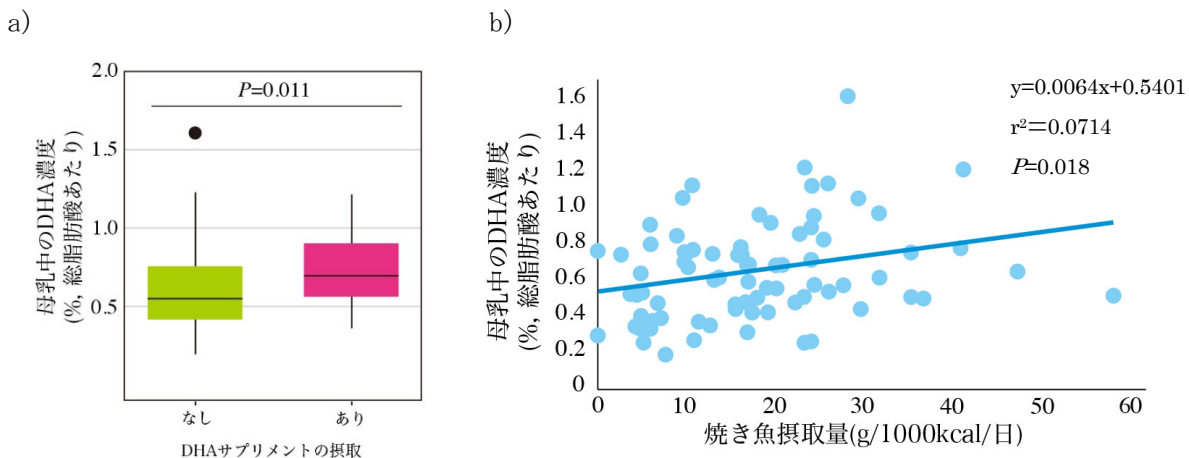 a)
母乳中のDHA濃度
(%, 総脂肪酸あたり)
2.0
1.5
1.0
0.5
P=0.011
なし
あり
DHAサプリメントの摂取
b)
母乳中のDHA濃度
(%, 総脂肪酸あたり)
1.6
1.4
1.2
1.0
0.8
0.6
0.4
0.2
0
y=0.0064x+0.5401
r²=0.0714
P=0.018
0 10 20 30 40 50 60
焼き魚摂取量(g/1000kcal/日)